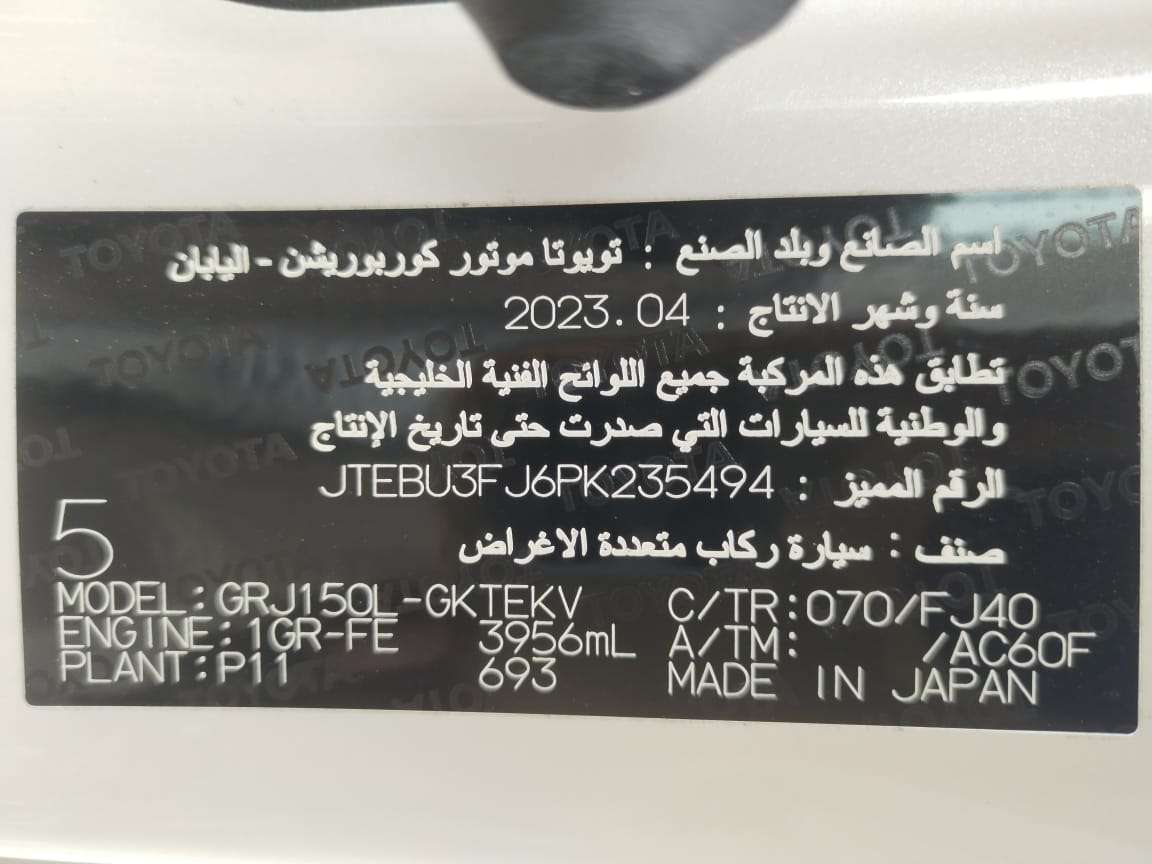 اسم الصانع وبلد الصنع : تويوتا موتور كوربوريشن - اليابان
سنة وشهر الانتاج : 2023.04
تطابق هذه المركبة جميع اللوائح الفنية الخليجية
والوطنية للسيارات التي صدرت حتى تاريخ الإنتاج
الرقم المميز : JTEBU3FJ6PK235494
صنف : سيارة ركاب متعددة الاغراض
5
MODEL:GRJ150L-GKTEKV C/TR:070/FJ40
ENGINE:1GR-FE 3956mL A/TM: /AC60F
PLANT:P11 693 MADE IN JAPAN